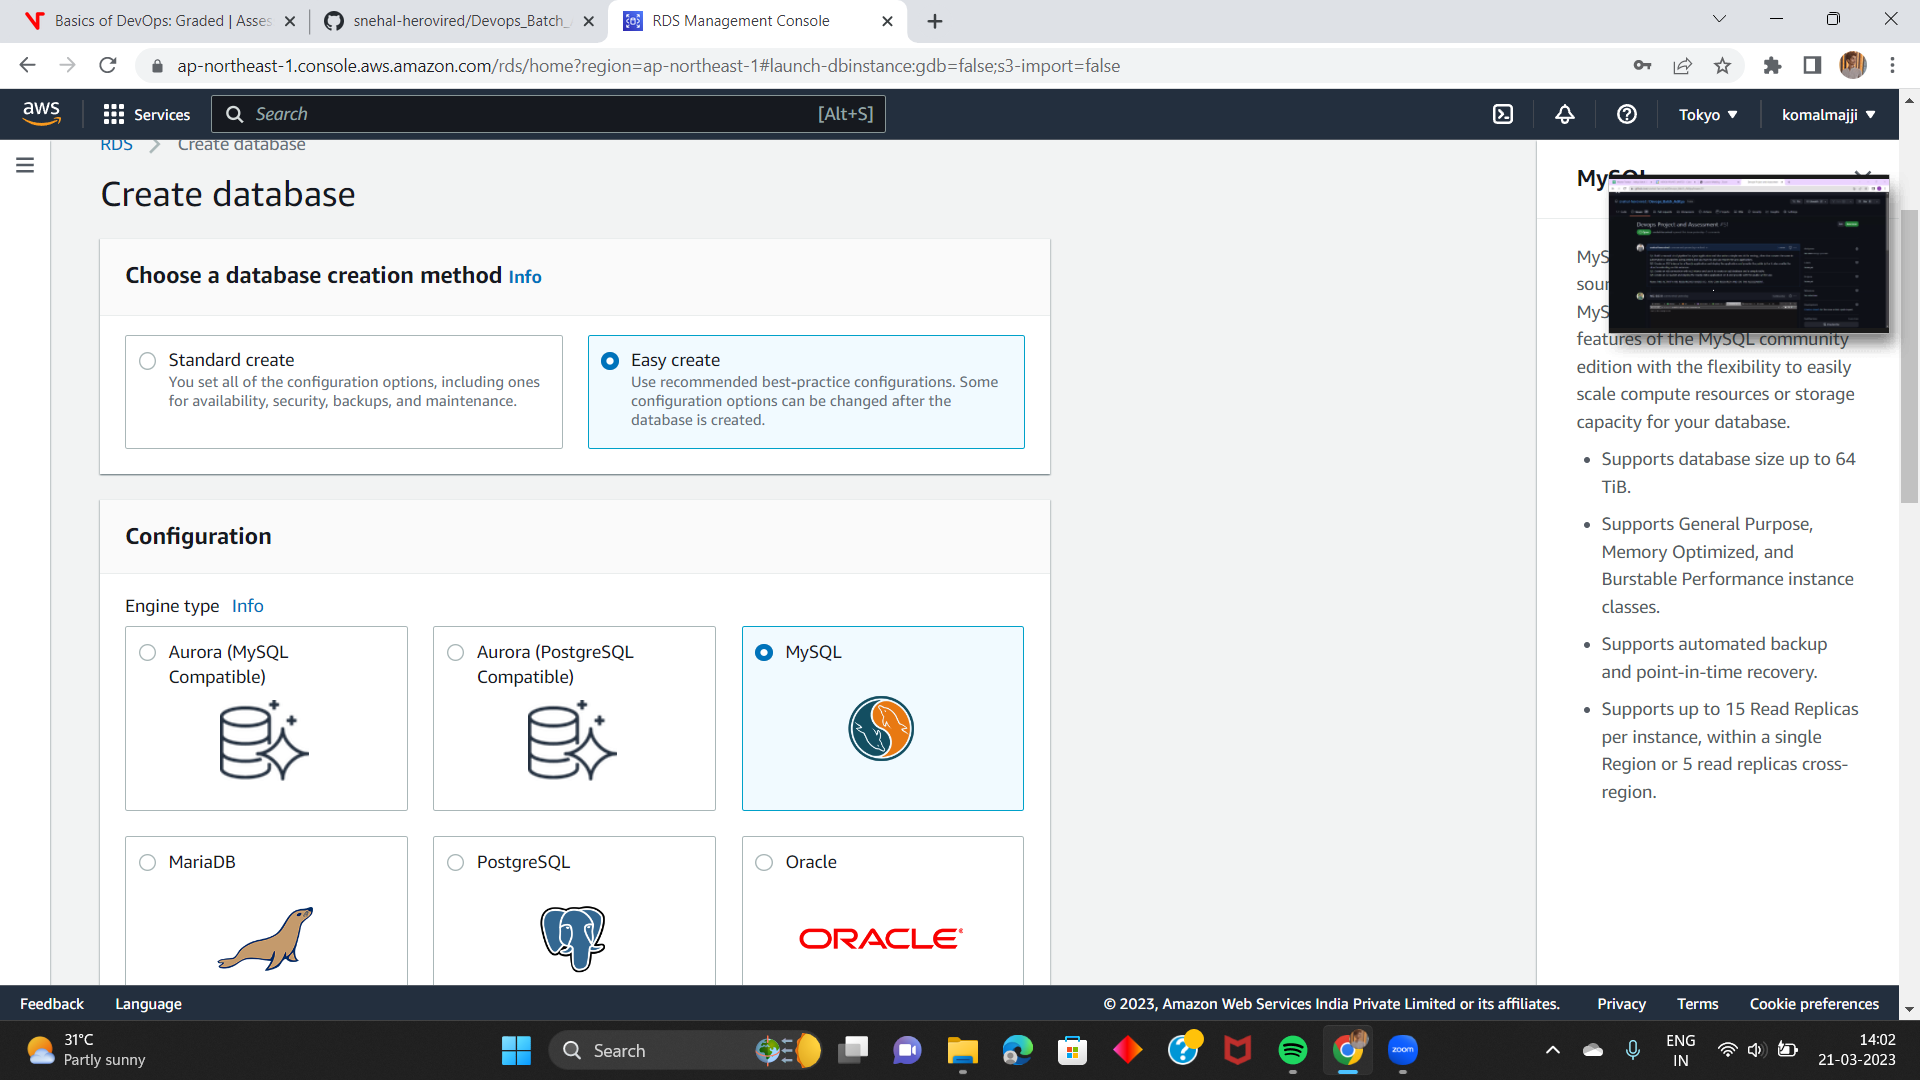 Basics of DevOps: Graded | Asses
snehal-herovired/Devops_Batch_
RDS Management Console
ap-northeast-1.console.aws.amazon.com/rds/home?region=ap-northeast-1#launch-dbinstance:gdb=false;s3-import=false
aws
Services
Search
[Alt+S]
Tokyo
komalmajji
RDS
Create database
Create database
Choose a database creation method Info
Standard create
You set all of the configuration options, including ones
for availability, security, backups, and maintenance.
Easy create
Use recommended best-practice configurations. Some
configuration options can be changed after the
database is created.
Configuration
Engine type Info
Aurora (MySQL
Compatible)
Aurora (PostgreSQL
Compatible)
MySQL
MariaDB
PostgreSQL
Oracle
ORACLE
MySQL
Devops Project and Assessment
features of the MySQL community
edition with the flexibility to easily
scale compute resources or storage
capacity for your database.
• Supports database size up to 64
TiB.
• Supports General Purpose,
Memory Optimized, and
Burstable Performance instance
classes.
• Supports automated backup
and point-in-time recovery.
• Supports up to 15 Read Replicas
per instance, within a single
Region or 5 read replicas cross-
region.
Feedback
Language
© 2023, Amazon Web Services India Private Limited or its affiliates.
Privacy
Terms
Cookie preferences
31°C
Partly sunny
Search
zoom
ENG
IN
14:02
21-03-2023